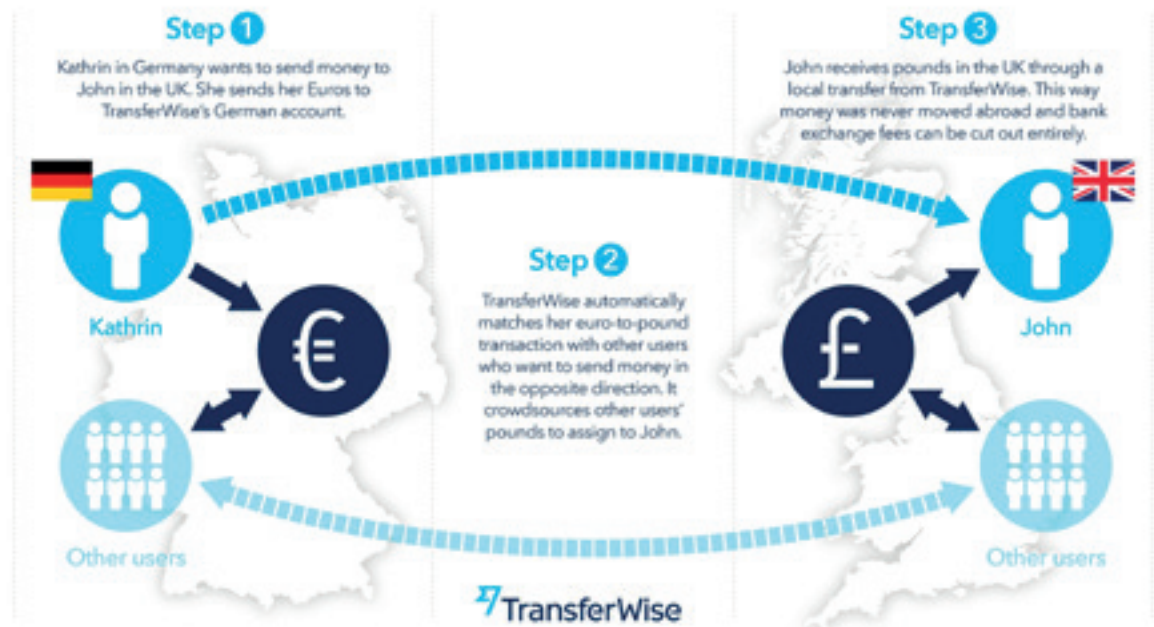 Step 1
Kathrin in Germany wants to send money to
John in the UK. She sends her Euros to
TransferWise's German account.
Step 2
TransferWise automatically
matches her euro-to-pound
transaction with other users
who want to send money in
the opposite direction. It
crowdsources other users'
pounds to assign to John.
Step 3
John receives pounds in the UK through a
local transfer from TransferWise. This way
money was never moved abroad and bank
exchange fees can be cut out entirely.
Kathrin
€
£
John
Other users
Other users
TransferWise